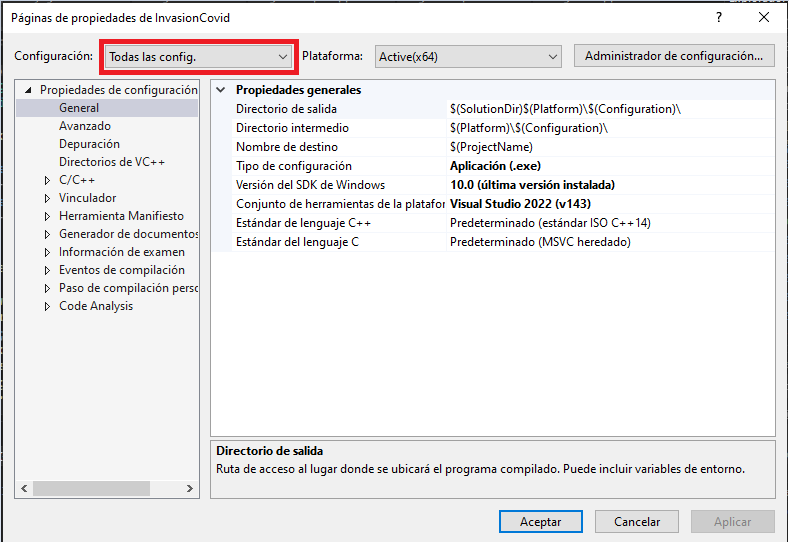 Páginas de propiedades de InvasionCovid
?
Configuración: Todas las config. Plataforma: Active(x64) Administrador de configuración...
Propiedades de configuración
General
Avanzado
Depuración
Directorios de VC++
C/C++
Vinculador
Herramienta Manifiesto
Generador de documentos
Información de examen
Eventos de compilación
Paso de compilación perso
Code Analysis
Propiedades generales
Directorio de salida $(SolutionDir)$(Platform)\$(Configuration)\
Directorio intermedio $(Platform)\$(Configuration)\
Nombre de destino $(ProjectName)
Tipo de configuración Aplicación (.exe)
Versión del SDK de Windows 10.0 (última versión instalada)
Conjunto de herramientas de la platafor Visual Studio 2022 (v143)
Estándar de lenguaje C++ Predeterminado (estándar ISO C++14)
Estándar del lenguaje C Predeterminado (MSVC heredado)
Directorio de salida
Ruta de acceso al lugar donde se ubicará el programa compilado. Puede incluir variables de entorno.
Aceptar Cancelar Aplicar